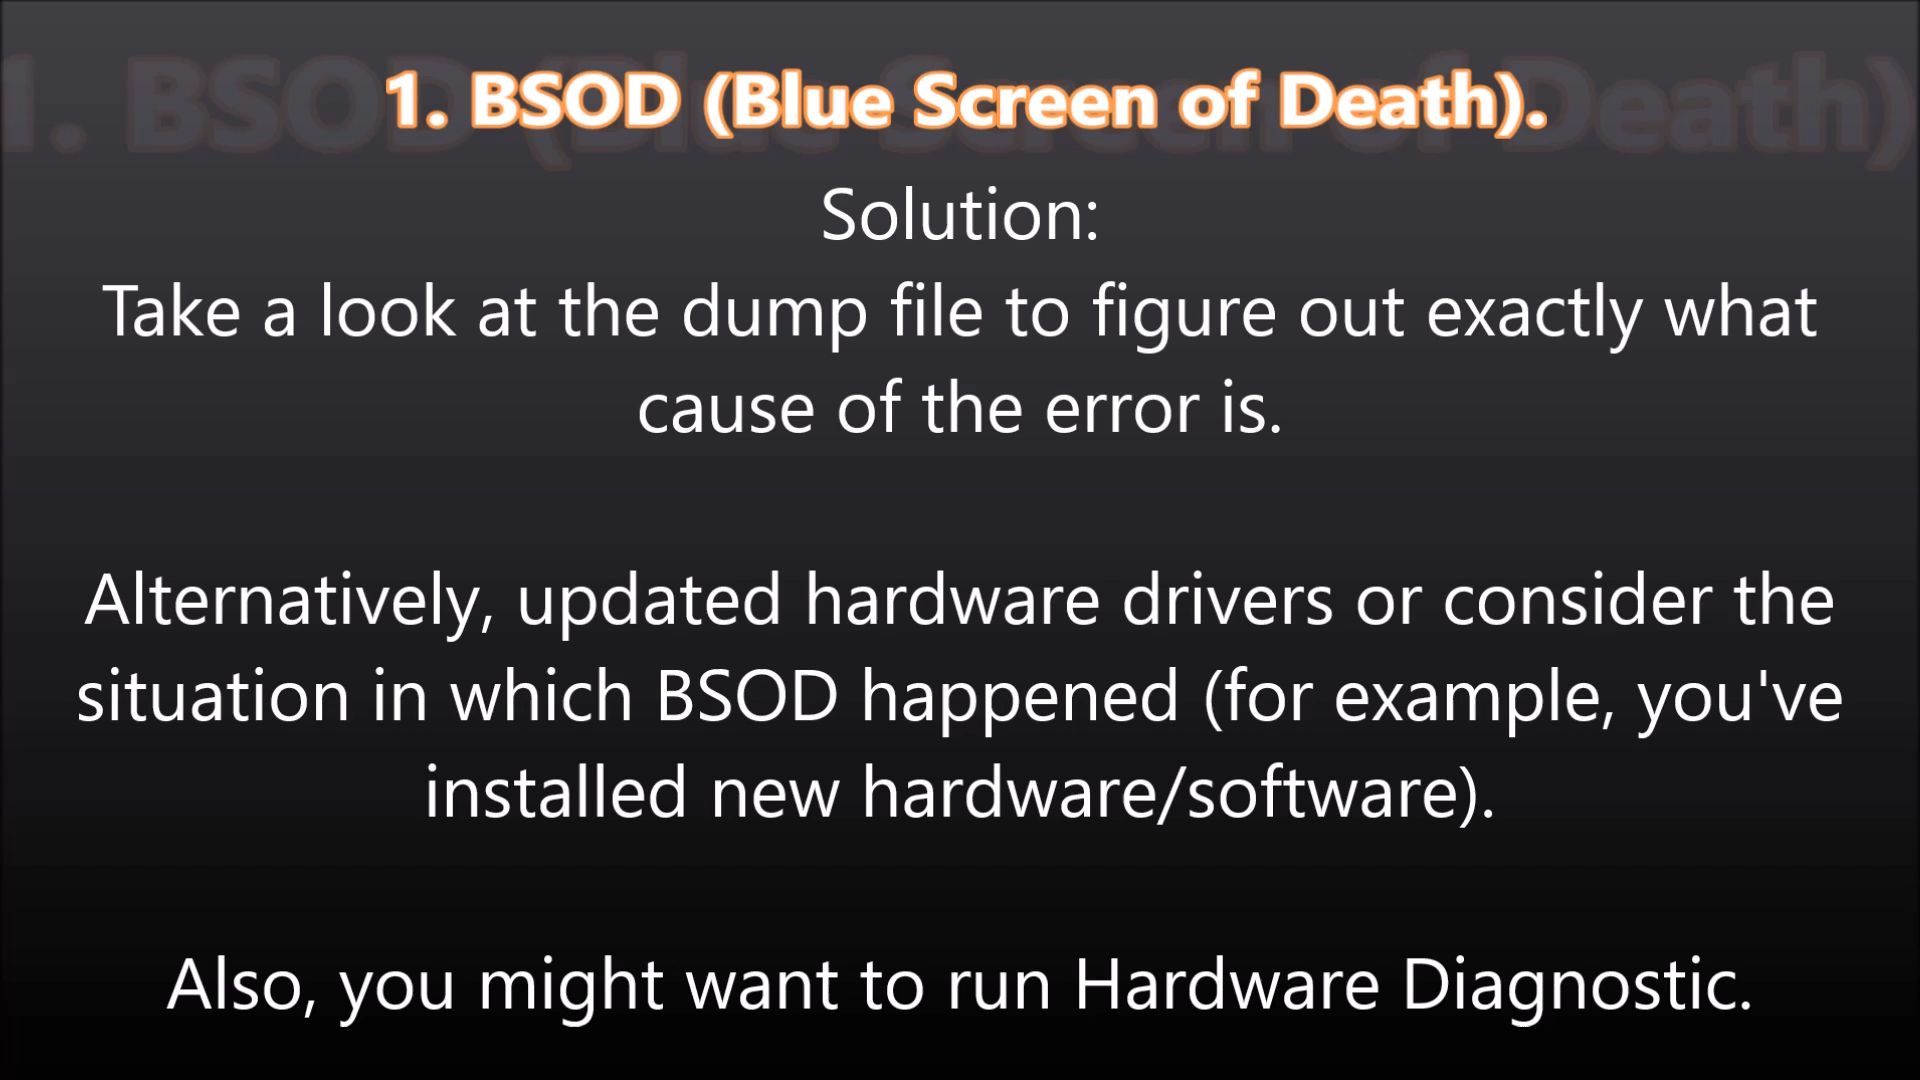 1. BSOD (Blue Screen of Death).
Solution:
Take a look at the dump file to figure out exactly what
cause of the error is.
Alternatively, updated hardware drivers or consider the
situation in which BSOD happened (for example, you've
installed new hardware/software).
Also, you might want to run Hardware Diagnostic.